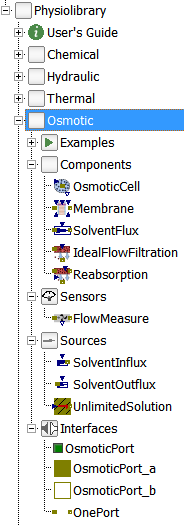 Physiolibrary
User's Guide
Chemical
Hydraulic
Thermal
Osmotic
Examples
Components
OsmoticCell
Membrane
SolventFlux
IdealFlowFiltration
Reabsorption
Sensors
FlowMeasure
Sources
SolventInflux
SolventOutflux
UnlimitedSolution
Interfaces
OsmoticPort
OsmoticPort_a
OsmoticPort_b
OnePort